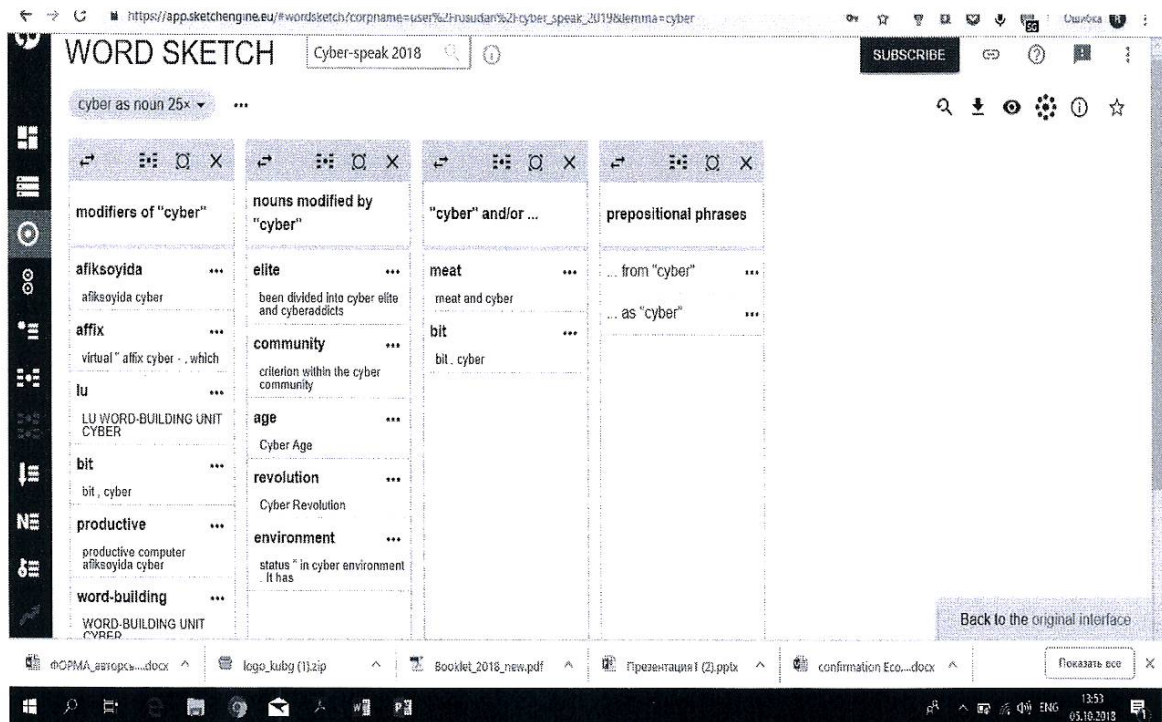 https://app.sketchengine.eu/#wordsketch?corpname=user%2Frusudan%2Fcyber_speak_2019&lemma=cyber
Ошибка
WORD SKETCH
Cyber-speak 2018
SUBSCRIBE
cyber as noun 25×
modifiers of "cyber"
afiksoyida
afiksoyida cyber
affix
virtual " affix cyber - , which
lu
LU WORD-BUILDING UNIT
CYBER
bit
bit , cyber
productive
productive computer
afiksoyida cyber
word-building
WORD-BUILDING UNIT
CYBER
nouns modified by
"cyber"
elite
been divided into cyber elite
and cyberaddicts
community
criterion within the cyber
community
age
Cyber Age
revolution
Cyber Revolution
environment
status " in cyber environment
. It has
"cyber" and/or ...
meat
meat and cyber
bit
bit , cyber
prepositional phrases
... from "cyber"
... as "cyber"
Back to the original interface
ФОРМА_авторсь....docx
logo_kubg (1).zip
Booklet_2018_new.pdf
Презентация1 (2).pptx
confirmation Eco....docx
Показать все
ENG
13:53
05.10.2018